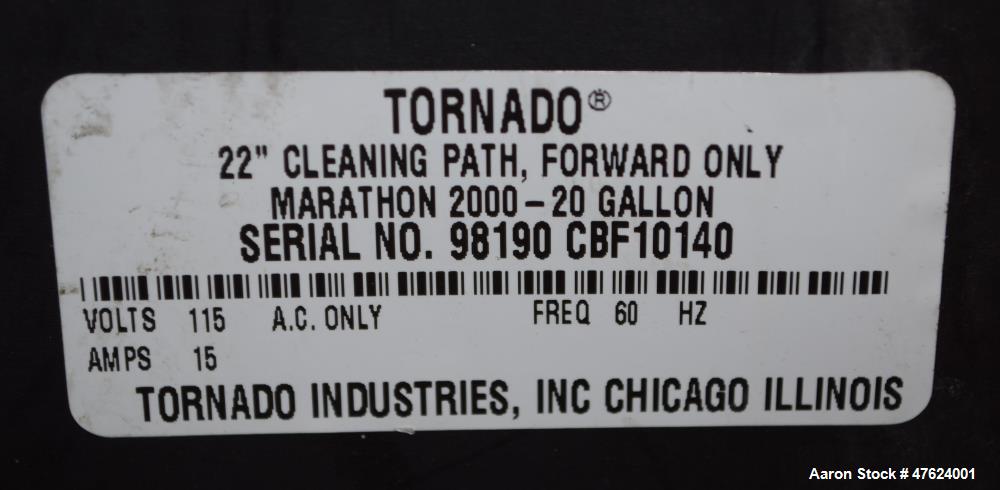 TORNADO®
22" CLEANING PATH, FORWARD ONLY
MARATHON 2000-20 GALLON
SERIAL NO. 98190 CBF10140
VOLTS 115 A.C. ONLY FREQ 60 HZ
AMPS 15
TORNADO INDUSTRIES, INC CHICAGO ILLINOIS
Aaron Stock # 47624001